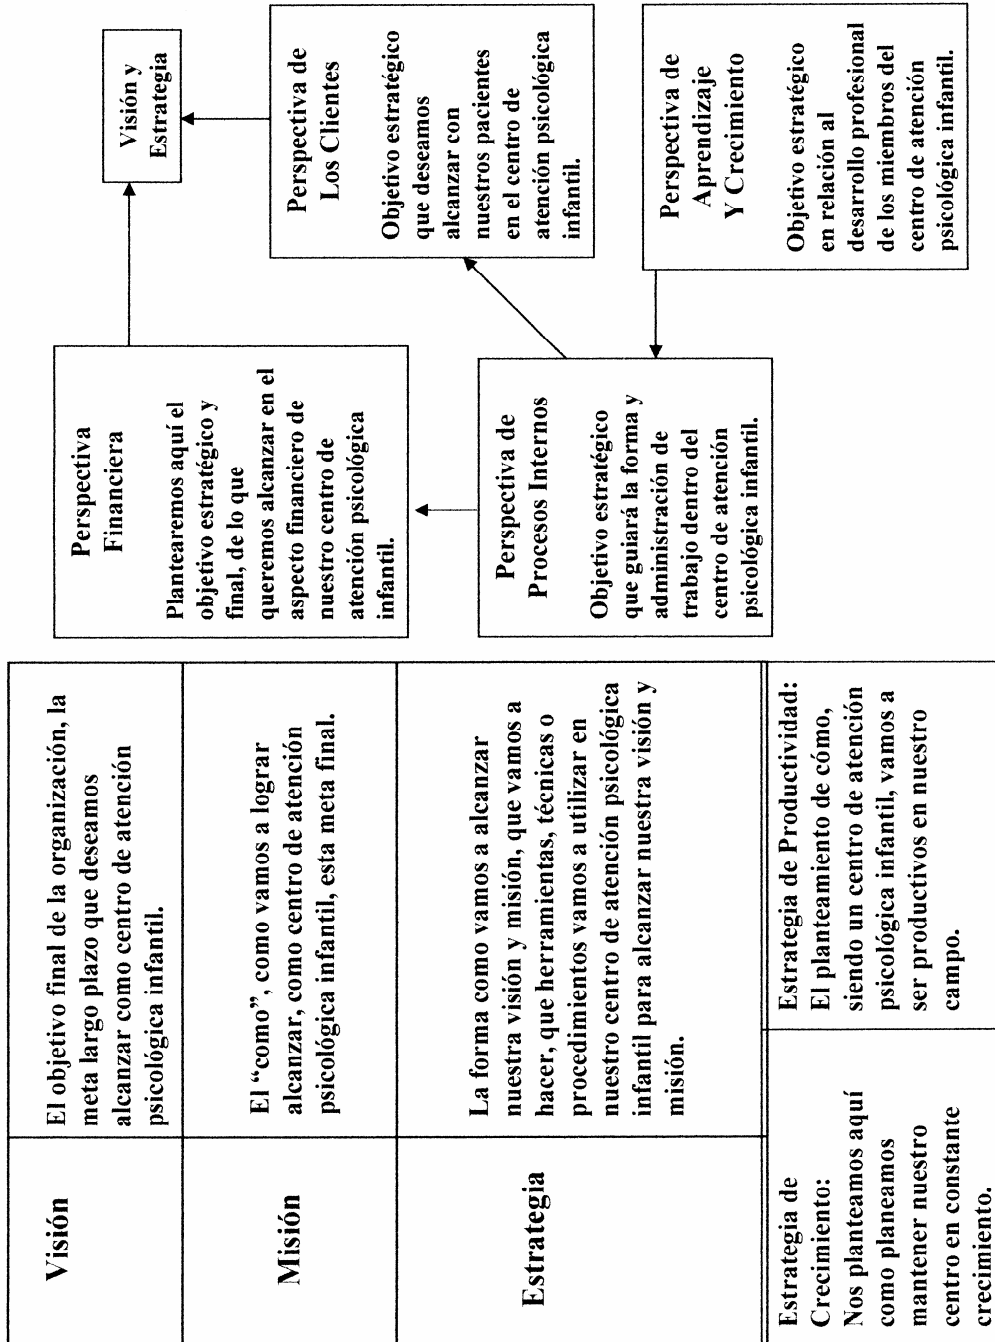 Visión
El objetivo final de la organización, la
meta largo plazo que deseamos
alcanzar como centro de atención
psicológica infantil.
Misión
El “como”, como vamos a lograr
alcanzar, como centro de atención
psicológica infantil, esta meta final.
Estrategia
La forma como vamos a alcanzar
nuestra visión y misión, que vamos a
hacer, que herramientas, técnicas o
procedimientos vamos a utilizar en
nuestro centro de atención psicológica
infantil para alcanzar nuestra visión y
misión.
Estrategia de
Crecimiento:
Nos planteamos aquí
como planeamos
mantener nuestro
centro en constante
crecimiento.
Estrategia de Productividad:
El planteamiento de cómo,
siendo un centro de atención
psicológica infantil, vamos a
ser productivos en nuestro
campo.
Perspectiva
Financiera
Plantearemos aquí el
objetivo estratégico y
final, de lo que
queremos alcanzar en el
aspecto financiero de
nuestro centro de
atención psicológica
infantil.
Visión y
Estrategia
Perspectiva de
Los Clientes
Objetivo estratégico
que deseamos
alcanzar con
nuestros pacientes
en el centro de
atención psicológica
infantil.
Perspectiva de
Procesos Internos
Objetivo estratégico
que guiará la forma y
administración de
trabajo dentro del
centro de atención
psicológica infantil.
Perspectiva de
Aprendizaje
Y Crecimiento
Objetivo estratégico
en relación al
desarrollo profesional
de los miembros del
centro de atención
psicológica infantil.